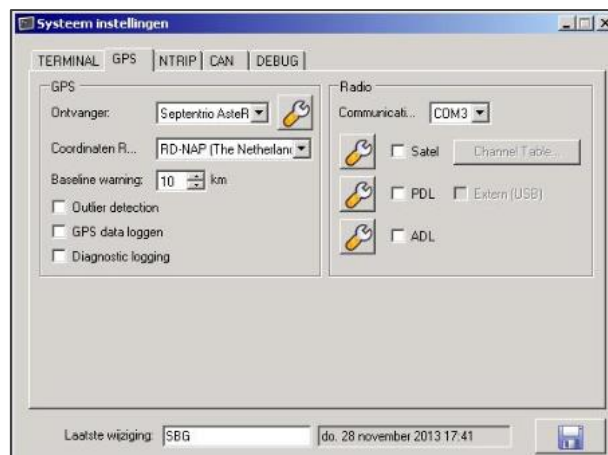 Systeem instellingen
TERMINAL GPS NTRIP CAN DEBUG
GPS
Ontvanger: Septentrio AsteR
Coordinaten R... RD-NAP (The Netherland
Baseline warning: 10 km
Outlier detection
GPS data loggen
Diagnostic logging
Radio
Communicati... COM3
Satel Channel Table...
PDL Extern (USB)
ADL
Laatste wijziging: SBG do. 28 november 2013 17:41